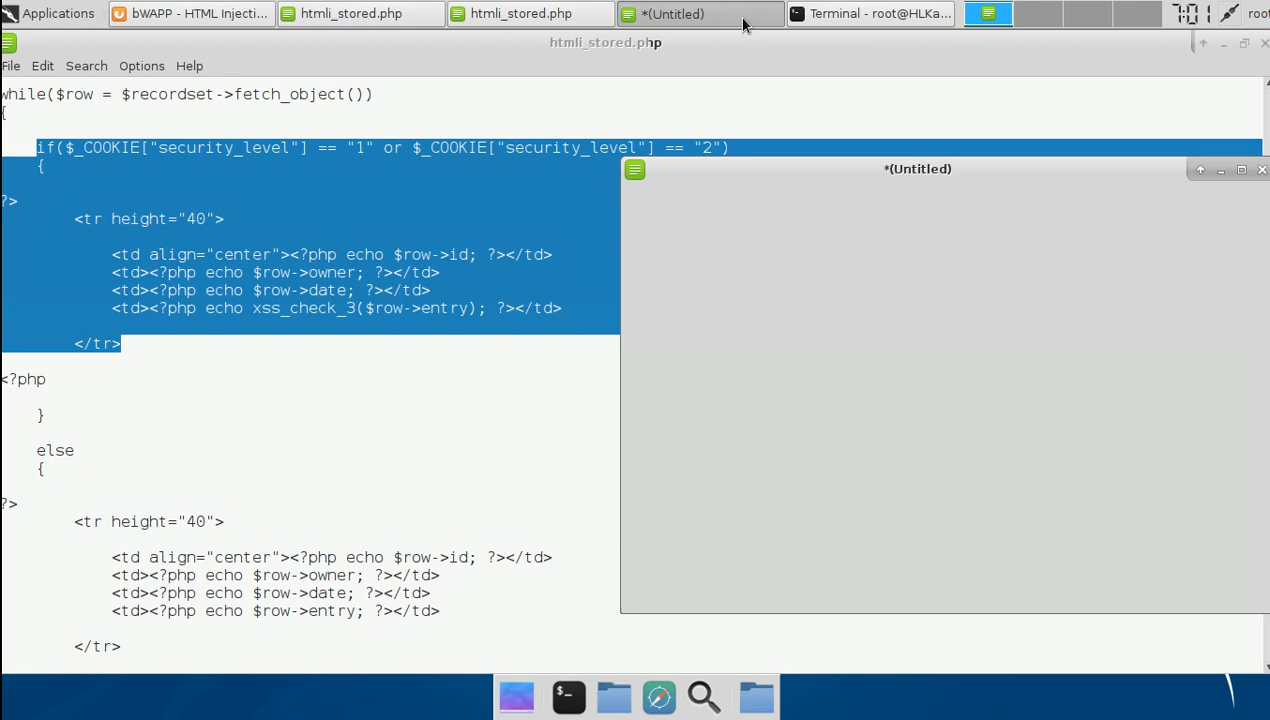 Applications
bWAPP - HTML Injecti...
htmli_stored.php
htmli_stored.php
*(Untitled)
Terminal - root@HLKa...
7:01
root
htmli_stored.php
File Edit Search Options Help
while($row = $recordset->fetch_object())
{
if($_COOKIE["security_level"] == "1" or $_COOKIE["security_level"] == "2")
{
*(Untitled)
?>
<tr height="40">
<td align="center"><?php echo $row->id; ?></td>
<td><?php echo $row->owner; ?></td>
<td><?php echo $row->date; ?></td>
<td><?php echo xss_check_3($row->entry); ?></td>
</tr>
<?php
}
else
{
?>
<tr height="40">
<td align="center"><?php echo $row->id; ?></td>
<td><?php echo $row->owner; ?></td>
<td><?php echo $row->date; ?></td>
<td><?php echo $row->entry; ?></td>
</tr>
$_